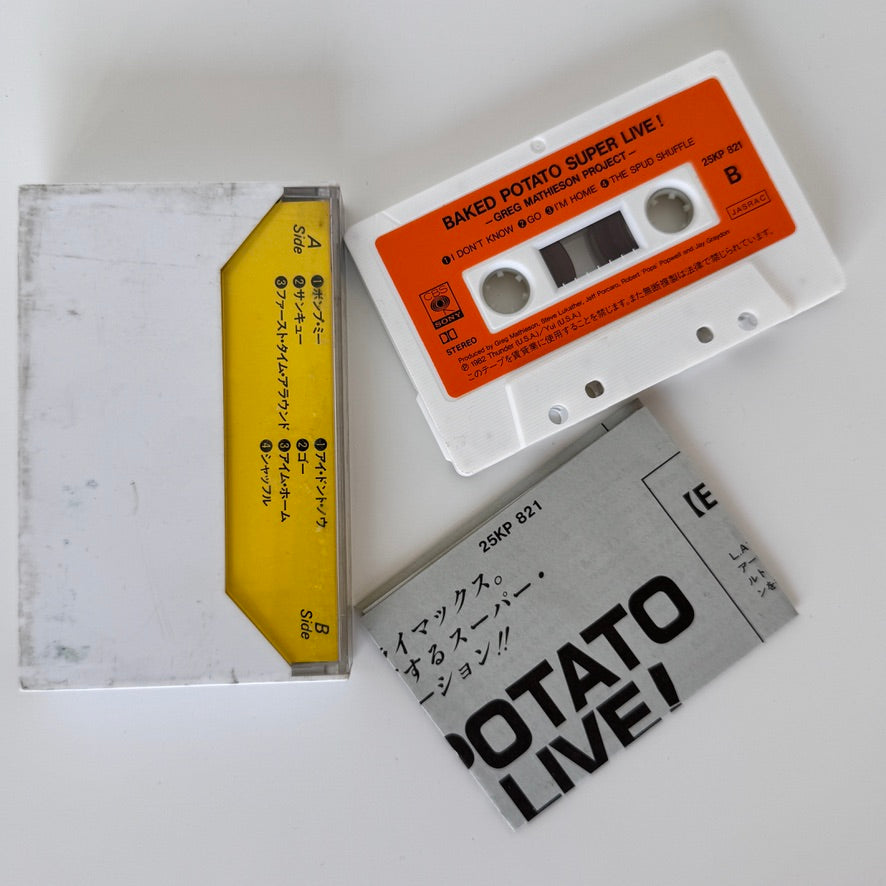 A
Side
❶ポンプ・ミー
❷サンキュー
❸ファースト・タイム・アラウンド
❶アイ・ドント・ノウ
❷ゴー
❸アイム・ホーム
❹シャッフル
B
Side
BAKED POTATO SUPER LIVE!
–GREG MATHIESON PROJECT–
❶I DON'T KNOW ❷GO ❸I'M HOME ❹THE SPUD SHUFFLE
25KP 821
B
JASRAC
CBS
SONY
STEREO
Produced by Greg Mathieson, Steve Lukather, Jeff Porcaro, Robert 'Pops' Popwell and Jay Graydon
℗ 1982 Thunder (U.S.A.)/Yui (U.S.A.)
このテープを賃貸業に使用することを禁じます。また無断複製は法律で禁じられています。
25KP 821
イマックス。
するスーパー・
ーション!!
POTATO
LIVE!
【E
L.A
アー
ルト
ンを